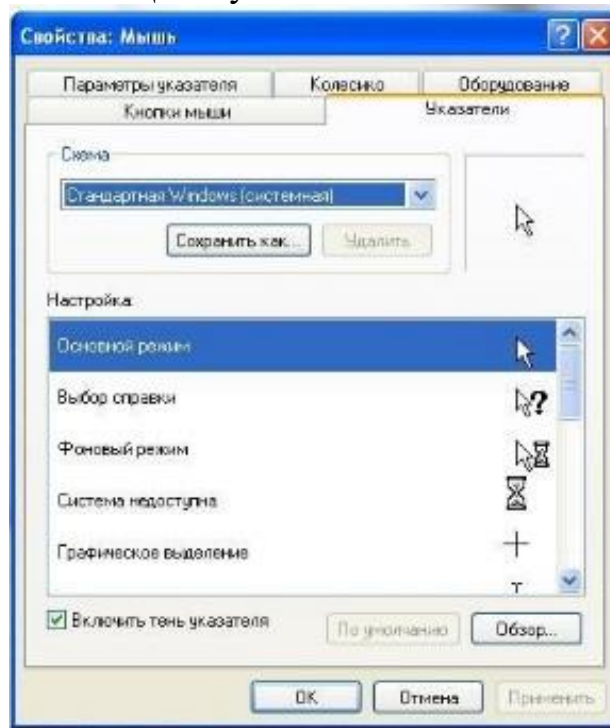 Свойства: Мышь
Параметры указателя Колесико Оборудование
Кнопки мыши Указатели
Схема
Стандартная Windows (системная)
Сохранить как... Удалить
Настройка:
Основной режим
Выбор справки
Фоновый режим
Система недоступна
Графическое выделение
Включить тень указателя
По умолчанию Обзор...
OK Отмена Применить